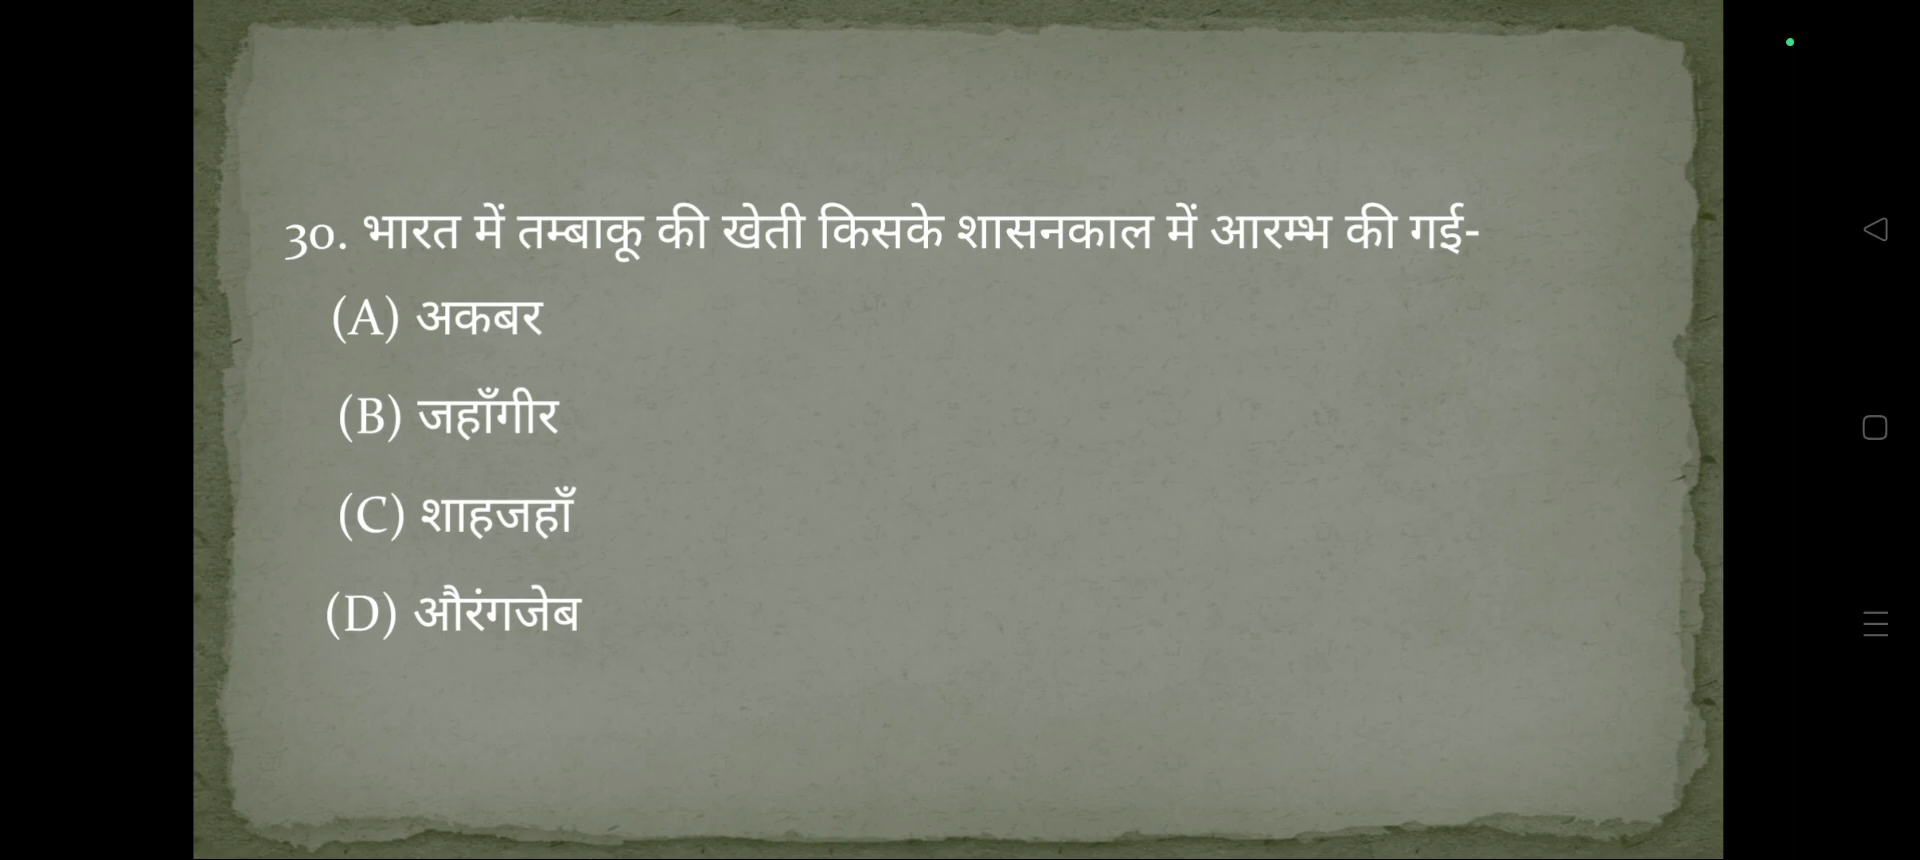 30. भारत में तम्बाकू की खेती किसके शासनकाल में आरम्भ की गई-
(A) अकबर
(B) जहाँगीर
(C) शाहजहाँ
(D) औरंगजेब